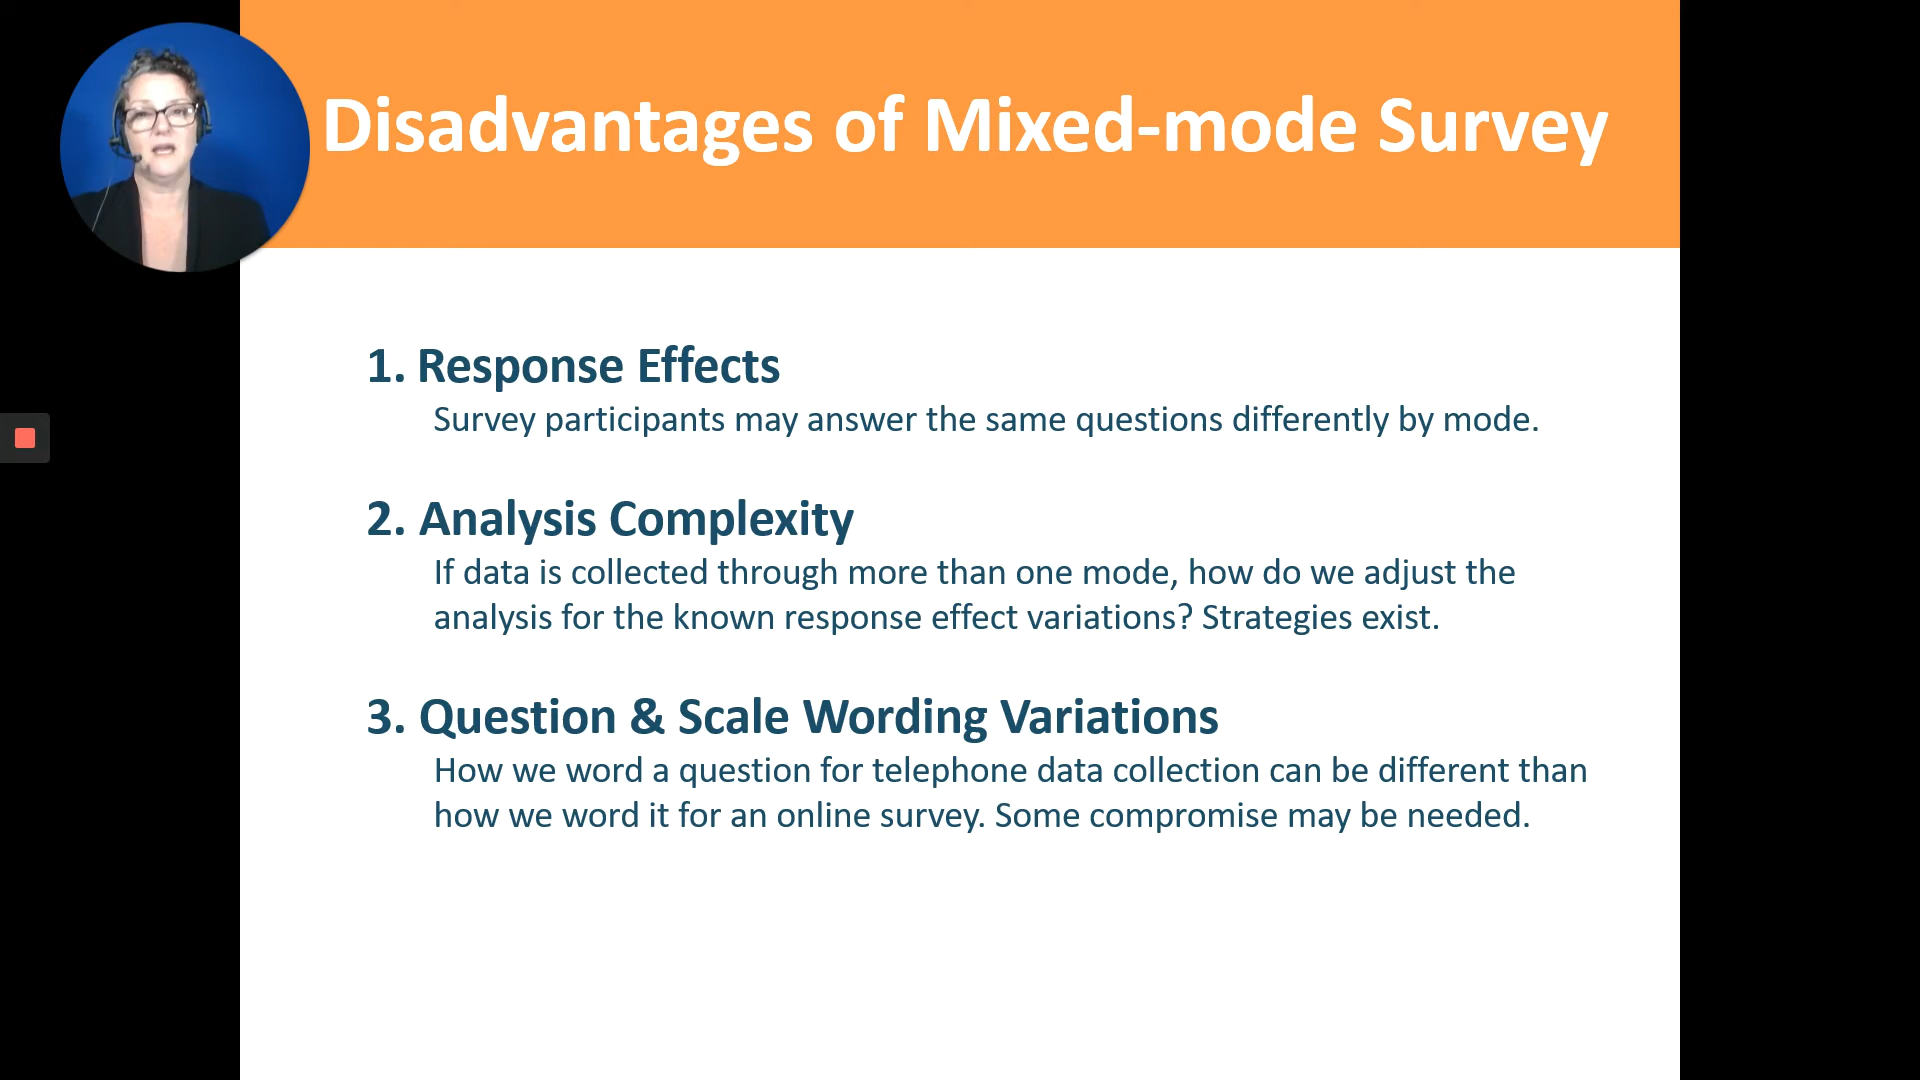 Disadvantages of Mixed-mode Survey
1. Response Effects
Survey participants may answer the same questions differently by mode.
2. Analysis Complexity
If data is collected through more than one mode, how do we adjust the
analysis for the known response effect variations? Strategies exist.
3. Question & Scale Wording Variations
How we word a question for telephone data collection can be different than
how we word it for an online survey. Some compromise may be needed.